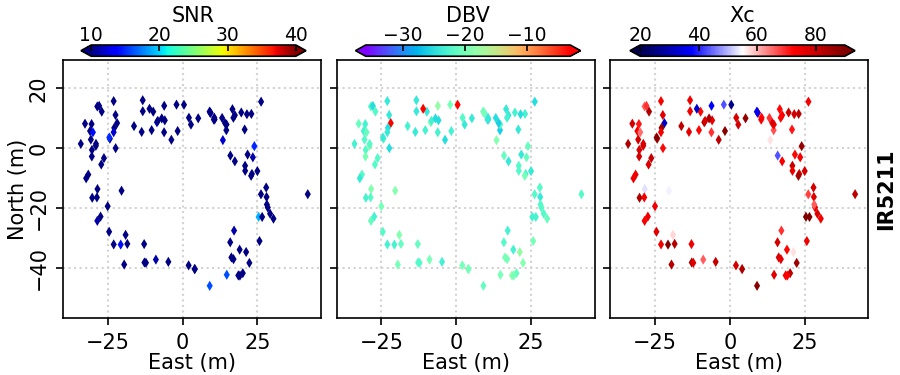 SNR DBV Xc
10 20 30 40 −30 −20 −10 20 40 60 80
20
0
−20
−40
North (m)
IR5211
−25 0 25 −25 0 25 −25 0 25
East (m) East (m) East (m)